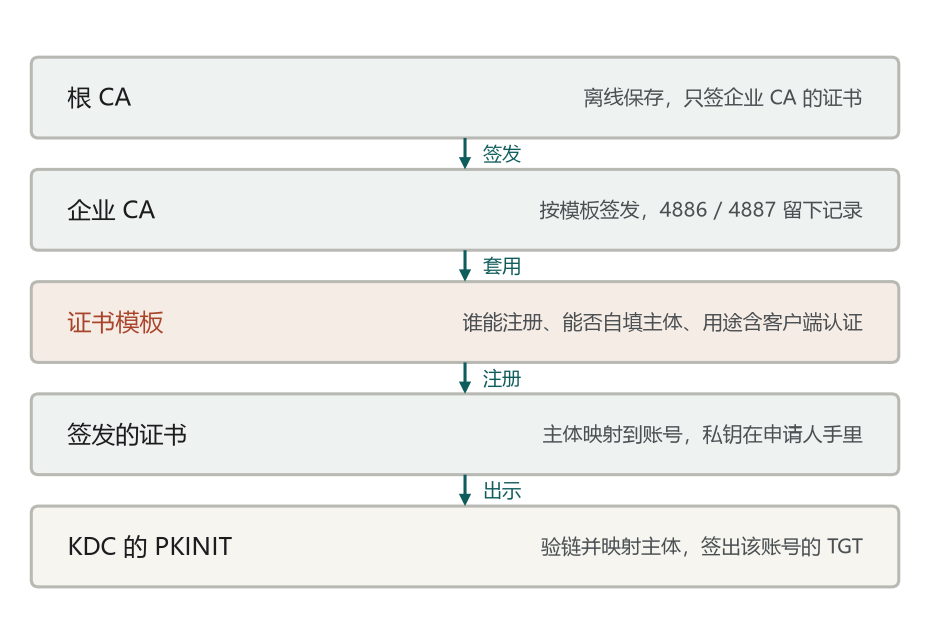 根 CA
离线保存，只签企业 CA 的证书
签发
企业 CA
按模板签发，4886 / 4887 留下记录
套用
证书模板
谁能注册、能否自填主体、用途含客户端认证
注册
签发的证书
主体映射到账号，私钥在申请人手里
出示
KDC 的 PKINIT
验链并映射主体，签出该账号的 TGT